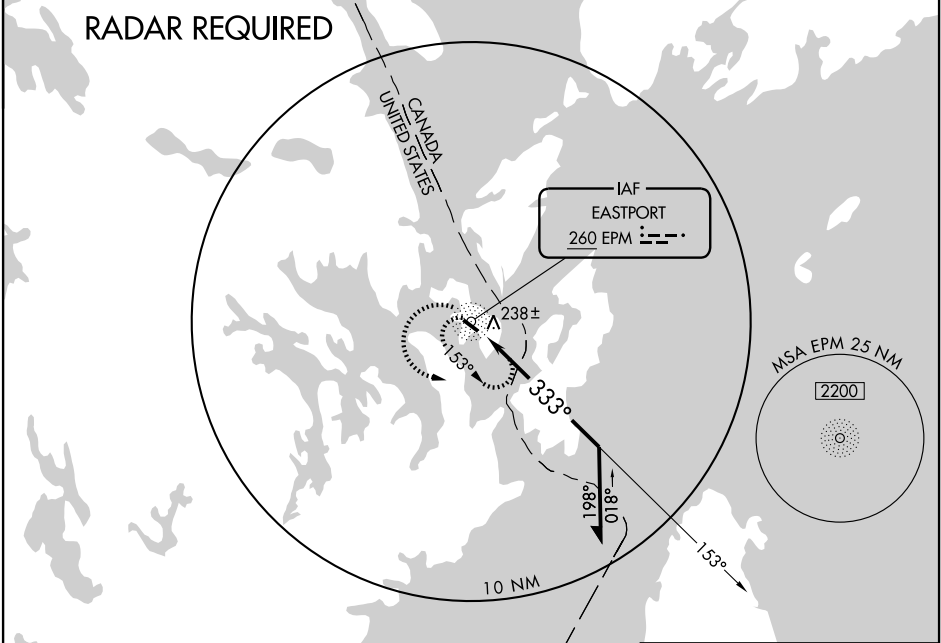 RADAR REQUIRED
CANADA
UNITED STATES
IAF
EASTPORT
260 EPM
238±
153°
333°
MSA EPM 25 NM
2200
198°
018°
153°
10 NM